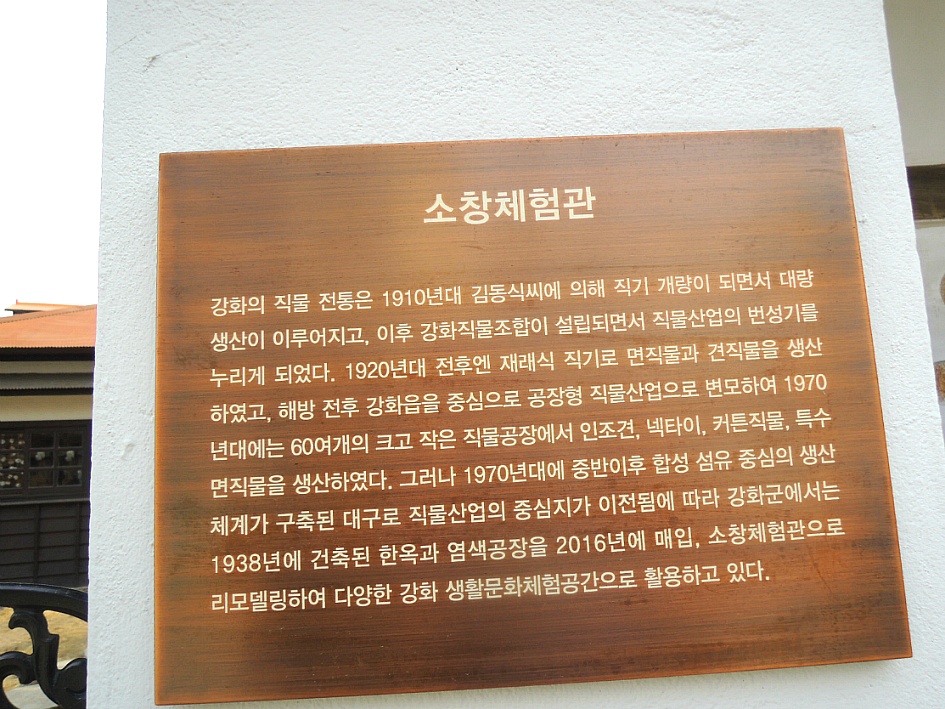 소창체험관
강화의 직물 전통은 1910년대 김동식씨에 의해 직기 개량이 되면서 대량
생산이 이루어지고, 이후 강화직물조합이 설립되면서 직물산업의 번성기를
누리게 되었다. 1920년대 전후엔 재래식 직기로 면직물과 견직물을 생산
하였고, 해방 전후 강화읍을 중심으로 공장형 직물산업으로 변모하여 1970
년대에는 60여개의 크고 작은 직물공장에서 인조견, 넥타이, 커튼직물, 특수
면직물을 생산하였다. 그러나 1970년대에 중반이후 합성 섬유 중심의 생산
체계가 구축된 대구로 직물산업의 중심지가 이전됨에 따라 강화군에서는
1938년에 건축된 한옥과 염색공장을 2016년에 매입, 소창체험관으로
리모델링하여 다양한 강화 생활문화체험공간으로 활용하고 있다.